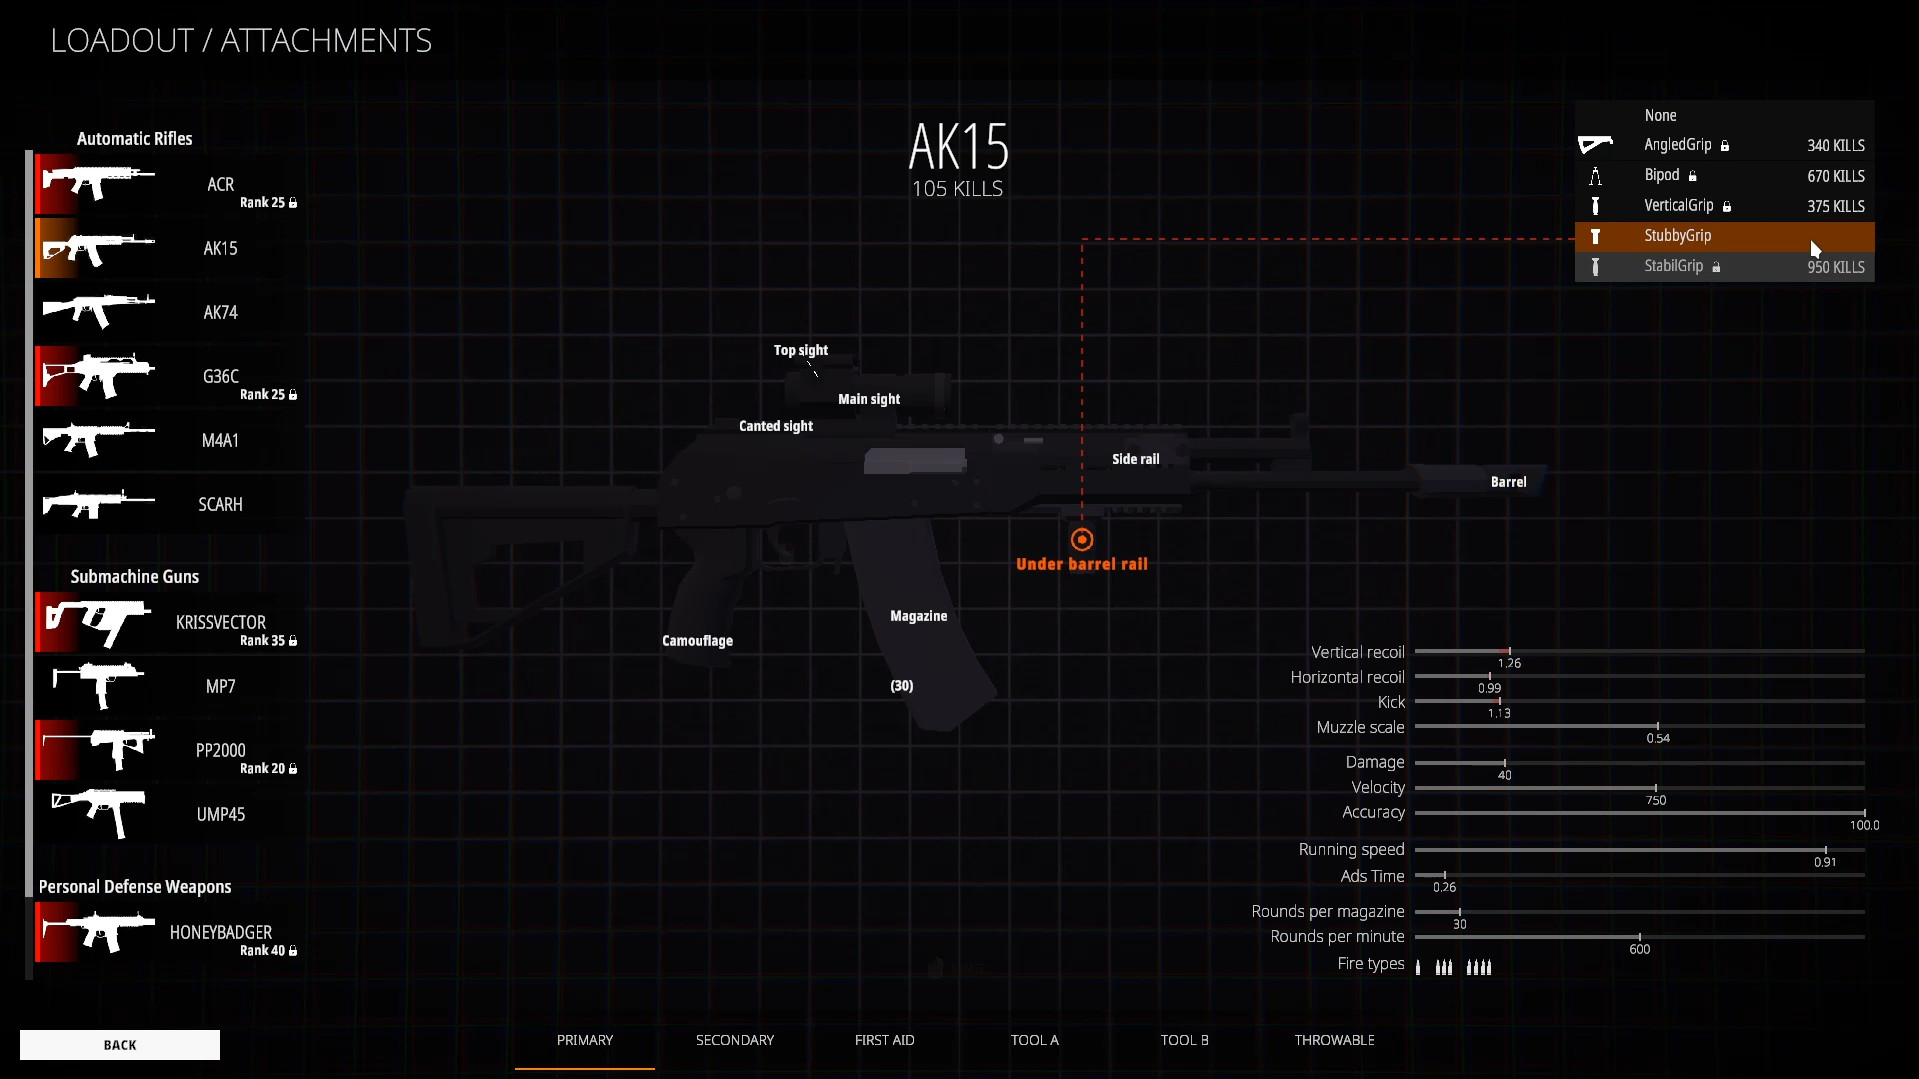 LOADOUT / ATTACHMENTS
Automatic Rifles
ACR
Rank 25
AK15
AK74
G36C
Rank 25
M4A1
SCARH
Submachine Guns
KRISSVECTOR
Rank 35
MP7
PP2000
Rank 20
UMP45
Personal Defense Weapons
HONEYBADGER
Rank 40
AK15
105 KILLS
None
AngledGrip 340 KILLS
Bipod 670 KILLS
VerticalGrip 375 KILLS
StubbyGrip
StabilGrip 950 KILLS
Top sight
Main sight
Canted sight
Side rail
Barrel
Under barrel rail
Magazine
Camouflage
(30)
Vertical recoil
1.26
Horizontal recoil
0.99
Kick
1.13
Muzzle scale
0.54
Damage
40
Velocity
750
Accuracy
100.0
Running speed
0.91
Ads Time
0.26
Rounds per magazine
30
Rounds per minute
600
Fire types
BACK
PRIMARY SECONDARY FIRST AID TOOL A TOOL B THROWABLE